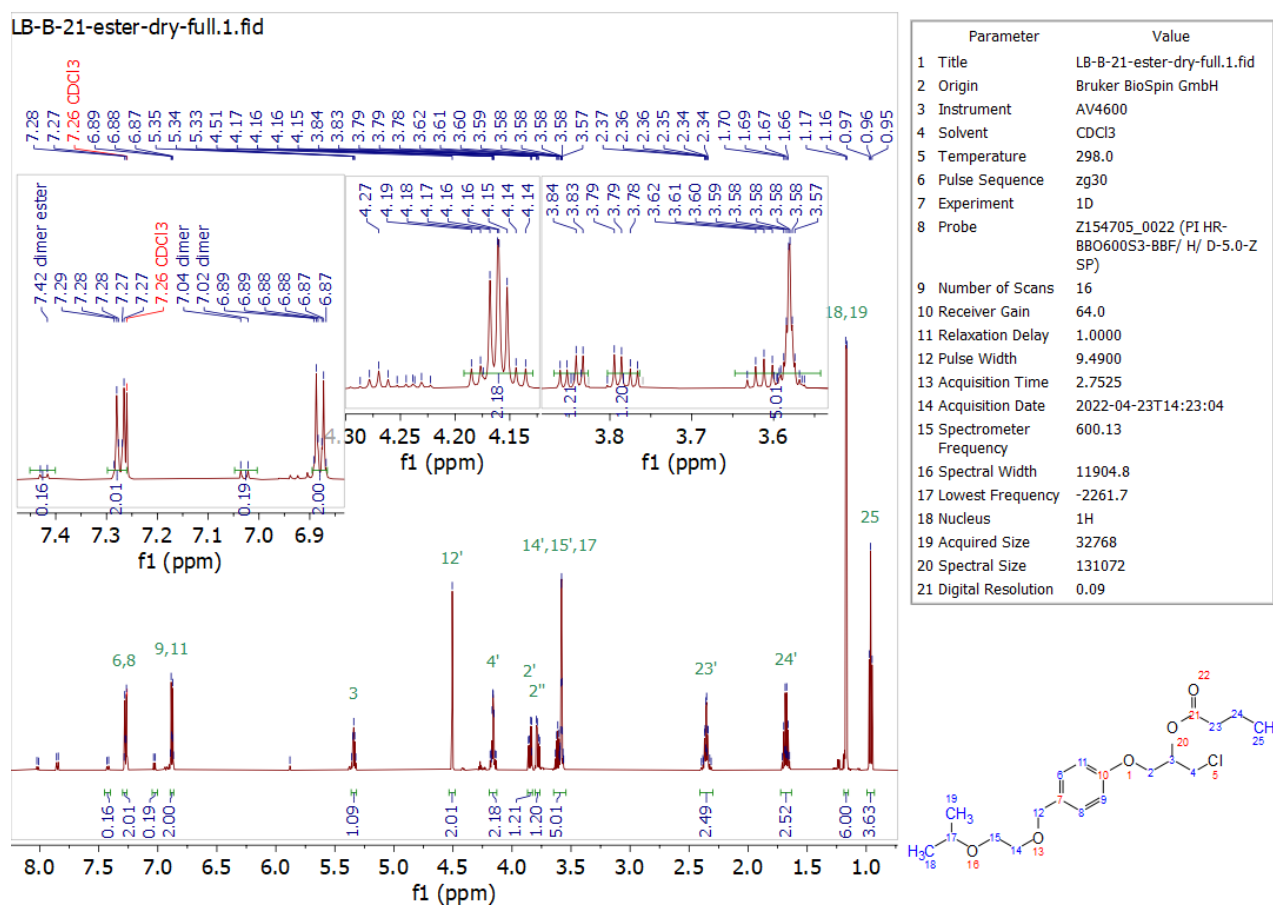 LB-B-21-ester-dry-full.1.fid
7.28
7.27
7.26 CDCl3
6.89
6.88
6.87
5.35
5.34
5.33
4.51
4.17
4.16
4.16
4.15
3.84
3.83
3.79
3.79
3.78
3.62
3.61
3.60
3.59
3.58
3.58
3.58
3.58
3.57
2.37
2.36
2.36
2.35
2.34
2.34
1.70
1.69
1.67
1.66
1.17
1.16
0.97
0.96
0.95
7.42 dimer ester
7.29
7.28
7.28
7.27
7.27
7.26 CDCl3
7.04 dimer
7.02 dimer
6.89
6.89
6.88
6.88
6.87
6.87
0.16
2.01
0.19
2.00
7.4 7.3 7.2 7.1 7.0 6.9
f1 (ppm)
4.27
4.19
4.18
4.17
4.16
4.16
4.15
4.14
4.14
2.18
4.30 4.25 4.20 4.15
f1 (ppm)
3.84
3.83
3.79
3.79
3.78
3.62
3.61
3.60
3.59
3.58
3.58
3.58
3.58
3.57
1.21
1.20
5.01
3.8 3.7 3.6
f1 (ppm)
18,19
25
12'
14',15',17
6,8
9,11
3
4'
2'
2''
23'
24'
0.16
2.01
0.19
2.00
1.09
2.01
2.18
1.21
1.20
5.01
2.49
2.52
6.00
3.63
8.0 7.5 7.0 6.5 6.0 5.5 5.0 4.5 4.0 3.5 3.0 2.5 2.0 1.5 1.0
f1 (ppm)
Parameter Value
1 Title LB-B-21-ester-dry-full.1.fid
2 Origin Bruker BioSpin GmbH
3 Instrument AV4600
4 Solvent CDCl3
5 Temperature 298.0
6 Pulse Sequence zg30
7 Experiment 1D
8 Probe Z154705_0022 (PI HR-
BBO600S3-BBF/ H/ D-5.0-Z
SP)
9 Number of Scans 16
10 Receiver Gain 64.0
11 Relaxation Delay 1.0000
12 Pulse Width 9.4900
13 Acquisition Time 2.7525
14 Acquisition Date 2022-04-23T14:23:04
15 Spectrometer 600.13
Frequency
16 Spectral Width 11904.8
17 Lowest Frequency -2261.7
18 Nucleus 1H
19 Acquired Size 32768
20 Spectral Size 131072
21 Digital Resolution 0.09
22
O
21
24
23
CH3
25
O
20
3
Cl
5
O
1
2
4
6
11
10
7
9
8
12
19
CH3
17
15
O
13
14
H3C
18
O
16